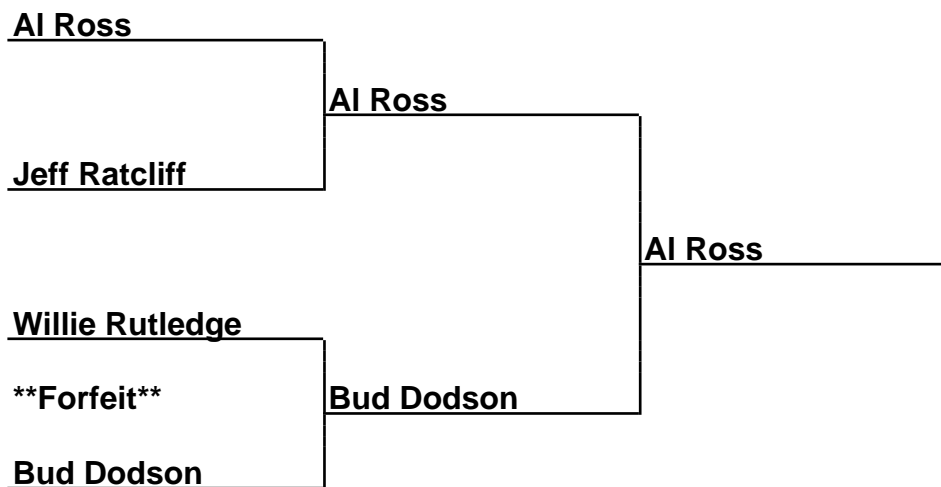 Al Ross
Al Ross
Jeff Ratcliff
Al Ross
Willie Rutledge
**Forfeit**
Bud Dodson
Bud Dodson